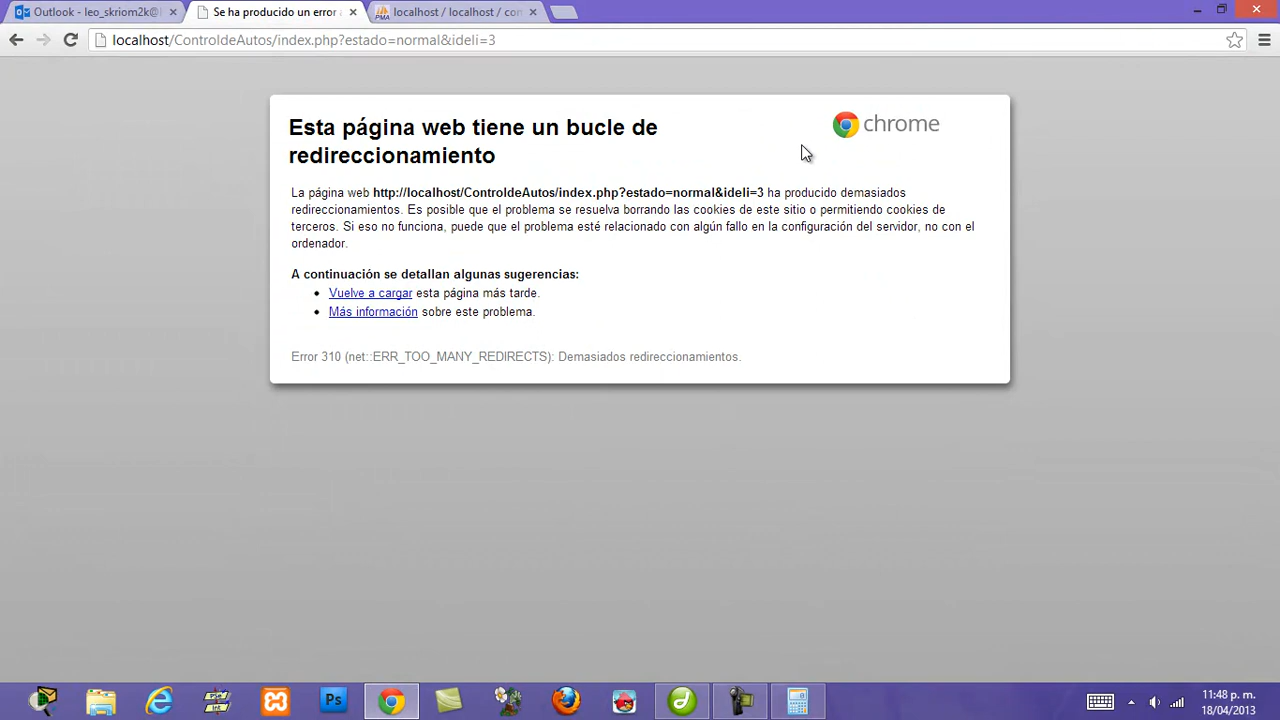 Outlook - leo_skriom2k@
Se ha producido un error
localhost / localhost / con
localhost/ControldeAutos/index.php?estado=normal&ideli=3
chrome
Esta página web tiene un bucle de
redireccionamiento
La página web http://localhost/ControldeAutos/index.php?estado=normal&ideli=3 ha producido demasiados
redireccionamientos. Es posible que el problema se resuelva borrando las cookies de este sitio o permitiendo cookies de
terceros. Si eso no funciona, puede que el problema esté relacionado con algún fallo en la configuración del servidor, no con el
ordenador.
A continuación se detallan algunas sugerencias:
Vuelve a cargar esta página más tarde.
Más información sobre este problema.
Error 310 (net::ERR_TOO_MANY_REDIRECTS): Demasiados redireccionamientos.
Ps
11:48 p. m.
18/04/2013